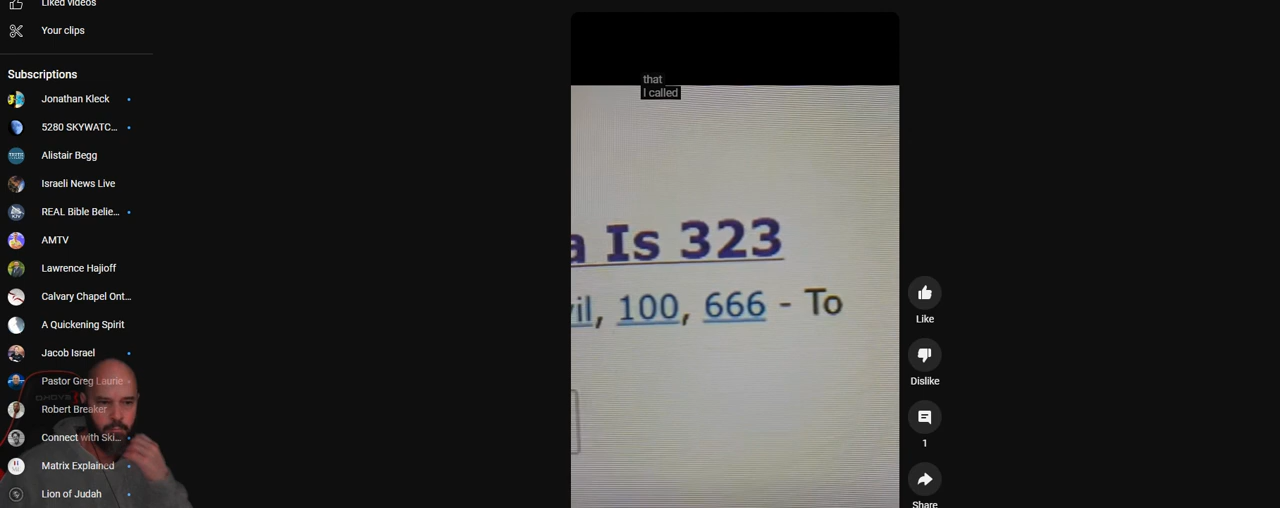 Liked videos
Your clips
Subscriptions
Jonathan Kleck
5280 SKYWATC...
Alistair Begg
Israeli News Live
REAL Bible Belie...
AMTV
Lawrence Hajioff
Calvary Chapel Ont...
A Quickening Spirit
Jacob Israel
Pastor Greg Laurie
Robert Breaker
Connect with Ski...
Matrix Explained
Lion of Judah
that
I called
a Is 323
vil, 100, 666 - To
Like
Dislike
1
Share